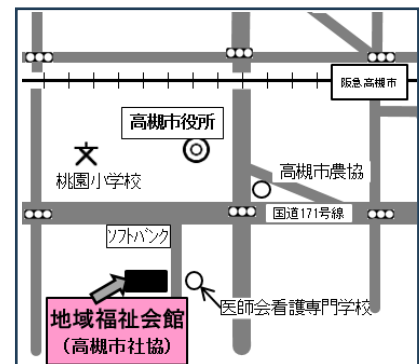 阪急高槻市
高槻市役所
桃園小学校
高槻市農協
国道171号線
ソフトバンク
医師会看護専門学校
地域福祉会館
(高槻市社協)